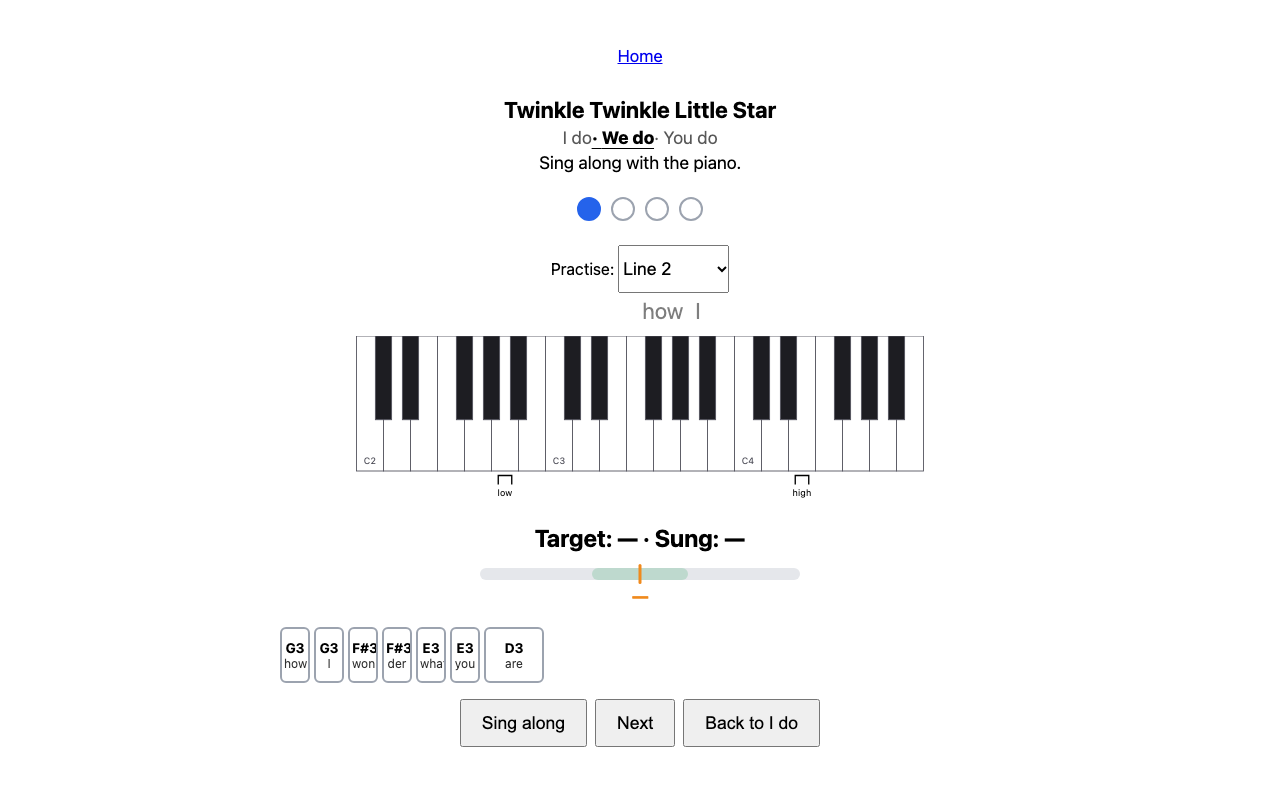 Home
Twinkle Twinkle Little Star
I do· We do· You do
Sing along with the piano.
Practise: Line 2
how I
C2 C3 C4
low high
Target: — · Sung: —
—
G3 G3 F#3 F#3 E3 E3 D3
how I won der what you are
Sing along Next Back to I do